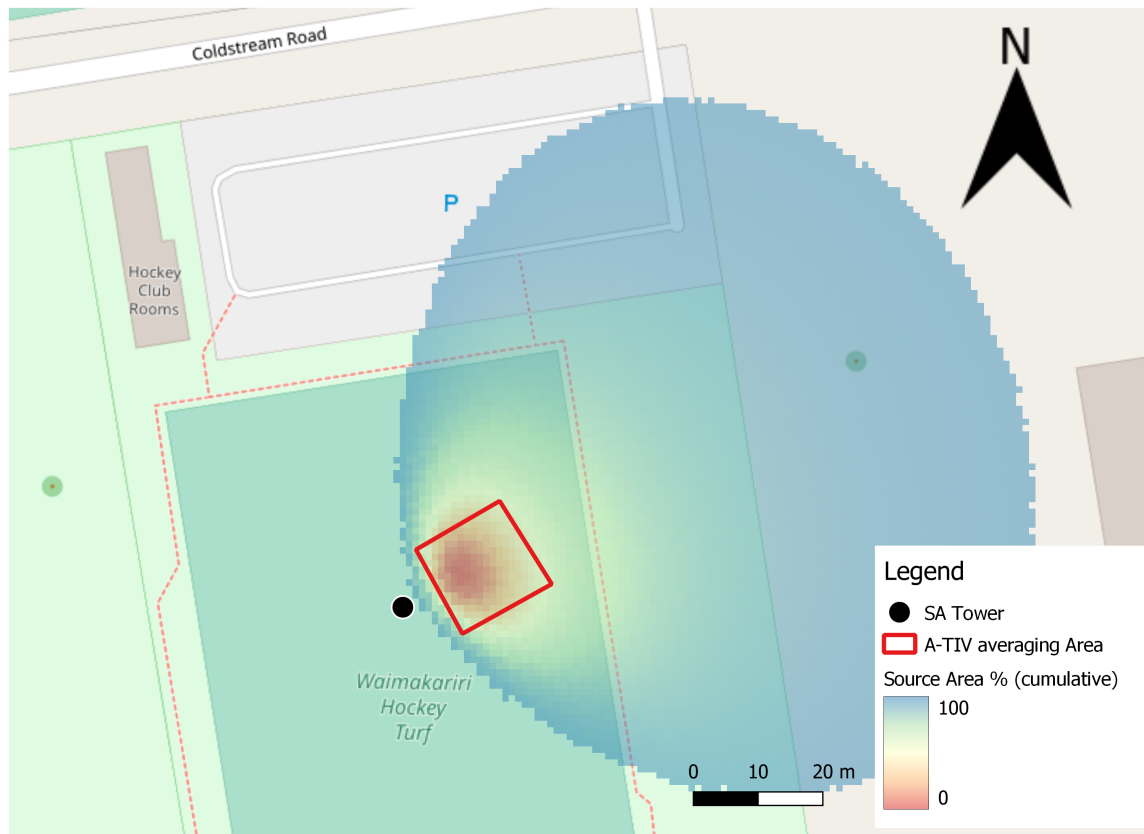 Coldstream Road
N
P
Hockey
Club
Rooms
Waimakariri
Hockey
Turf
0 10 20 m
Legend
SA Tower
A-TIV averaging Area
Source Area % (cumulative)
100
0